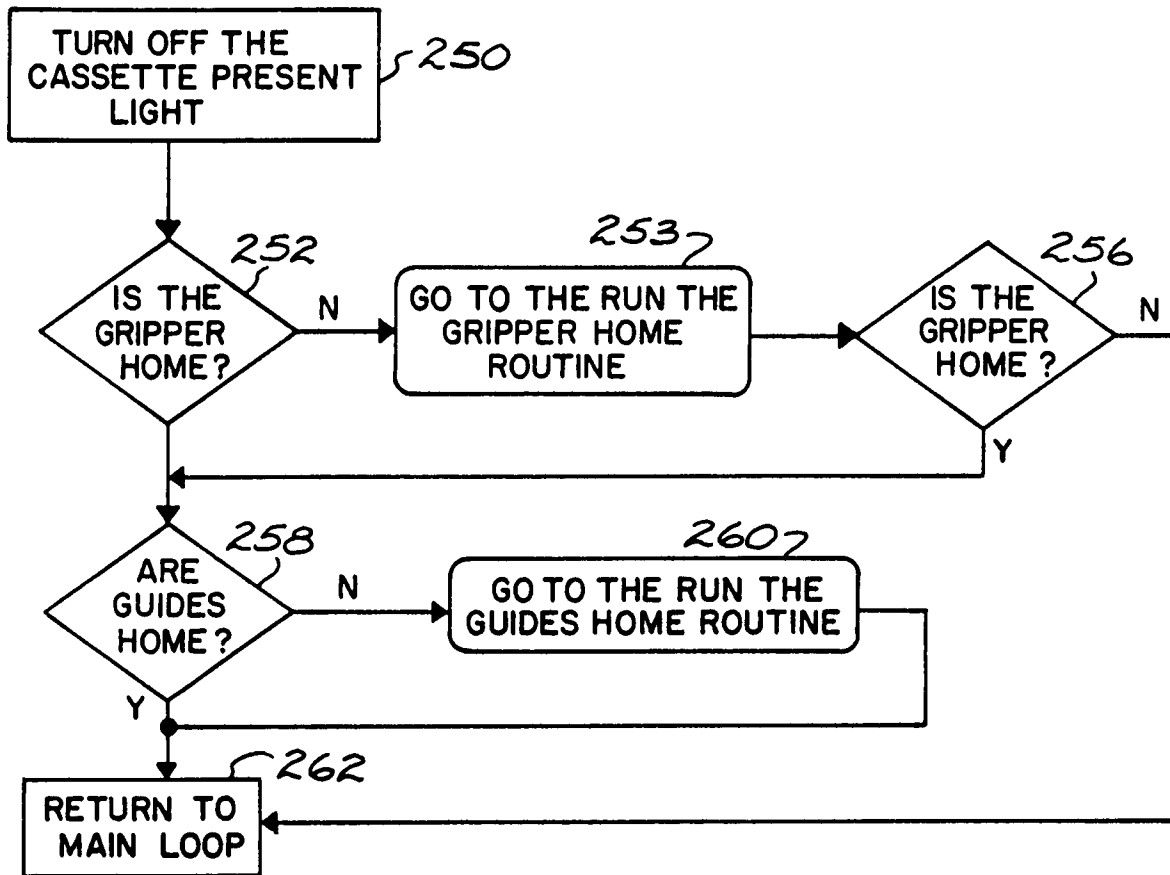 TURN OFF THE
CASSETTE PRESENT
LIGHT
250
252
IS THE
GRIPPER
HOME?
N
253
GO TO THE RUN THE
GRIPPER HOME
ROUTINE
256
IS THE
GRIPPER
HOME?
N
Y
258
ARE
GUIDES
HOME?
N
260
GO TO THE RUN THE
GUIDES HOME ROUTINE
Y
262
RETURN TO
MAIN LOOP